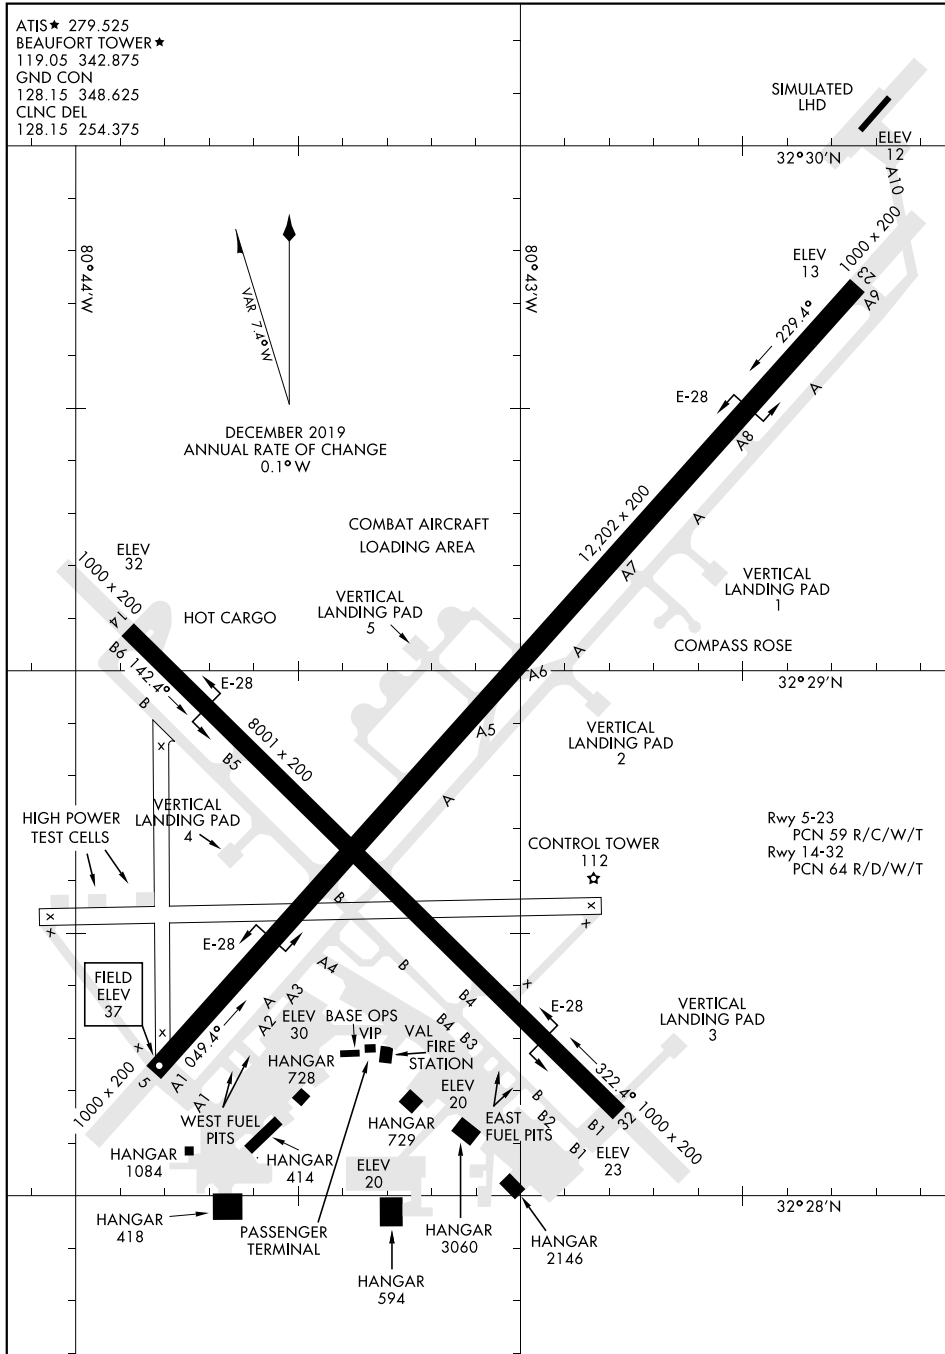 ATIS★ 279.525
BEAUFORT TOWER★
119.05 342.875
GND CON
128.15 348.625
CLNC DEL
128.15 254.375
SIMULATED
LHD
ELEV
12
32°30'N
A10
80°44'W
80°43'W
VAR 7.4°W
DECEMBER 2019
ANNUAL RATE OF CHANGE
0.1°W
ELEV
13
1000 x 200
23
A9
229.4°
E-28
A
A8
12,202 x 200
A
A7
COMBAT AIRCRAFT
LOADING AREA
ELEV
32
1000 x 200
14
HOT CARGO
VERTICAL
LANDING PAD
5
VERTICAL
LANDING PAD
1
COMPASS ROSE
A
A6
32°29'N
B6
142.4°
E-28
B
8001 x 200
B5
A5
VERTICAL
LANDING PAD
2
x
HIGH POWER
TEST CELLS
VERTICAL
LANDING PAD
4
A
CONTROL TOWER
112
Rwy 5-23
PCN 59 R/C/W/T
Rwy 14-32
PCN 64 R/D/W/T
B
x
x
x
x
E-28
A4
B
x
FIELD
ELEV
37
A
A3
A2
B4
B4
B3
E-28
VERTICAL
LANDING PAD
3
ELEV
30
BASE OPS
VIP
VAL
FIRE
STATION
x
x
049.4°
5
1000 x 200
A1
A1
WEST FUEL
PITS
HANGAR
728
HANGAR
729
ELEV
20
EAST
FUEL PITS
B
B2
B1
B1
322.4°
32
1000 x 200
ELEV
23
HANGAR
1084
HANGAR
414
ELEV
20
32°28'N
HANGAR
418
PASSENGER
TERMINAL
HANGAR
594
HANGAR
3060
HANGAR
2146